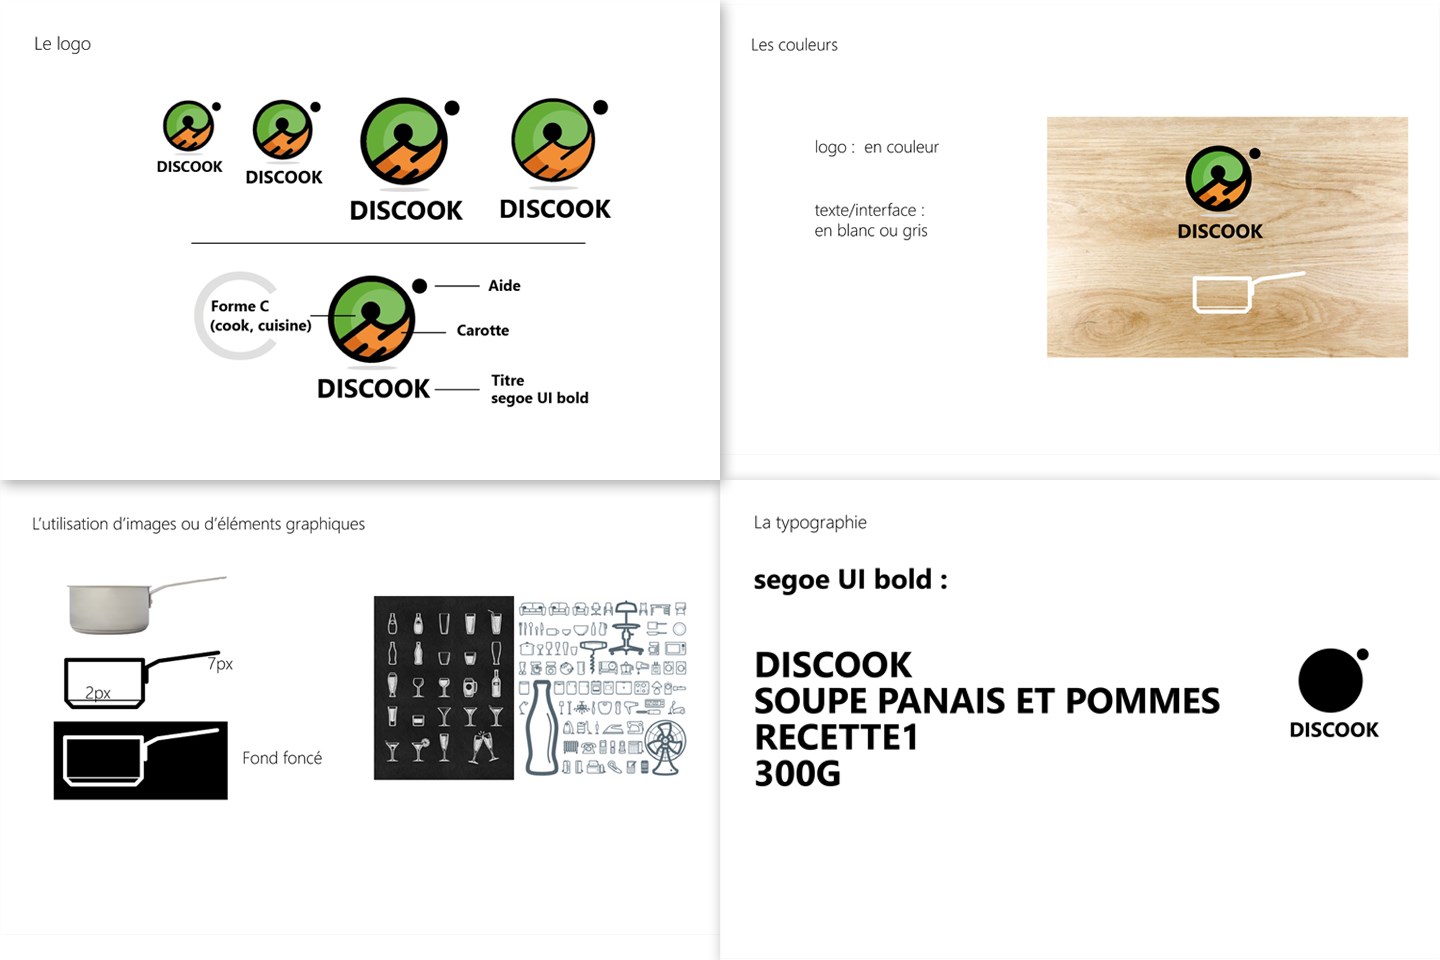 Le logo
DISCOOK
DISCOOK
DISCOOK
DISCOOK
Forme C
(cook, cuisine)
Aide
Carotte
DISCOOK
Titre
segoe UI bold
Les couleurs
logo : en couleur
texte/interface :
en blanc ou gris
DISCOOK
L'utilisation d'images ou d'éléments graphiques
7px
2px
Fond foncé
La typographie
segoe UI bold :
DISCOOK
SOUPE PANAIS ET POMMES
RECETTE1
300G
DISCOOK